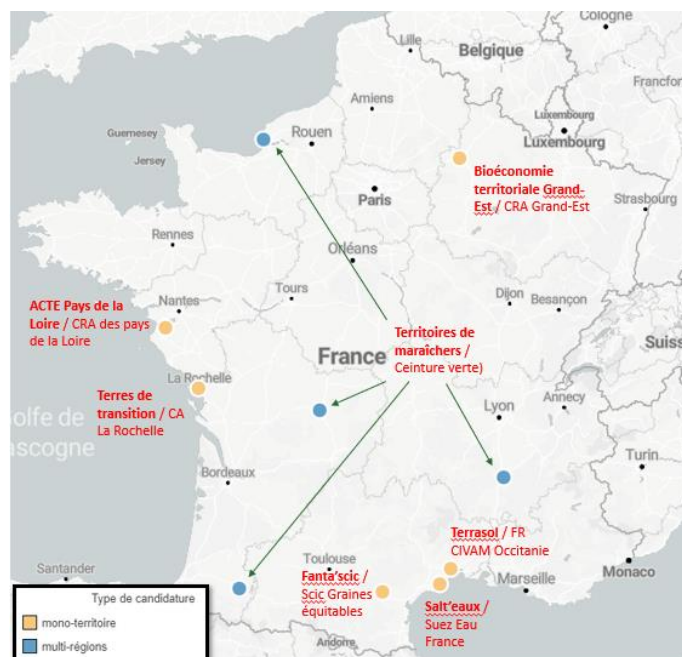 Lille
Belgique
Cologne
Francfor
Guernesey
Jersey
Amiens
Rouen
Luxembourg
Luxembourg
Bioéconomie
territoriale Grand-
Est / CRA Grand-Est
Paris
Strasbourg
Rennes
Orléans
ACTE Pays de la
Loire / CRA des pays
de la Loire
Nantes
Tours
Dijon
Besançon
Territoires de
maraîchers /
Ceinture verte)
France
Suiss
La Rochelle
Terres de
transition / CA
La Rochelle
Golfe de
ascogne
Annecy
Lyon
Turin
Bordeaux
Terrasol / FR
CIVAM Occitanie
Toulouse
Fanta'scic /
Scic Graines
équitables
Salt'eaux /
Suez Eau
France
Marseille
Monaco
Santander
Andorre
Type de candidature
mono-territoire
multi-régions